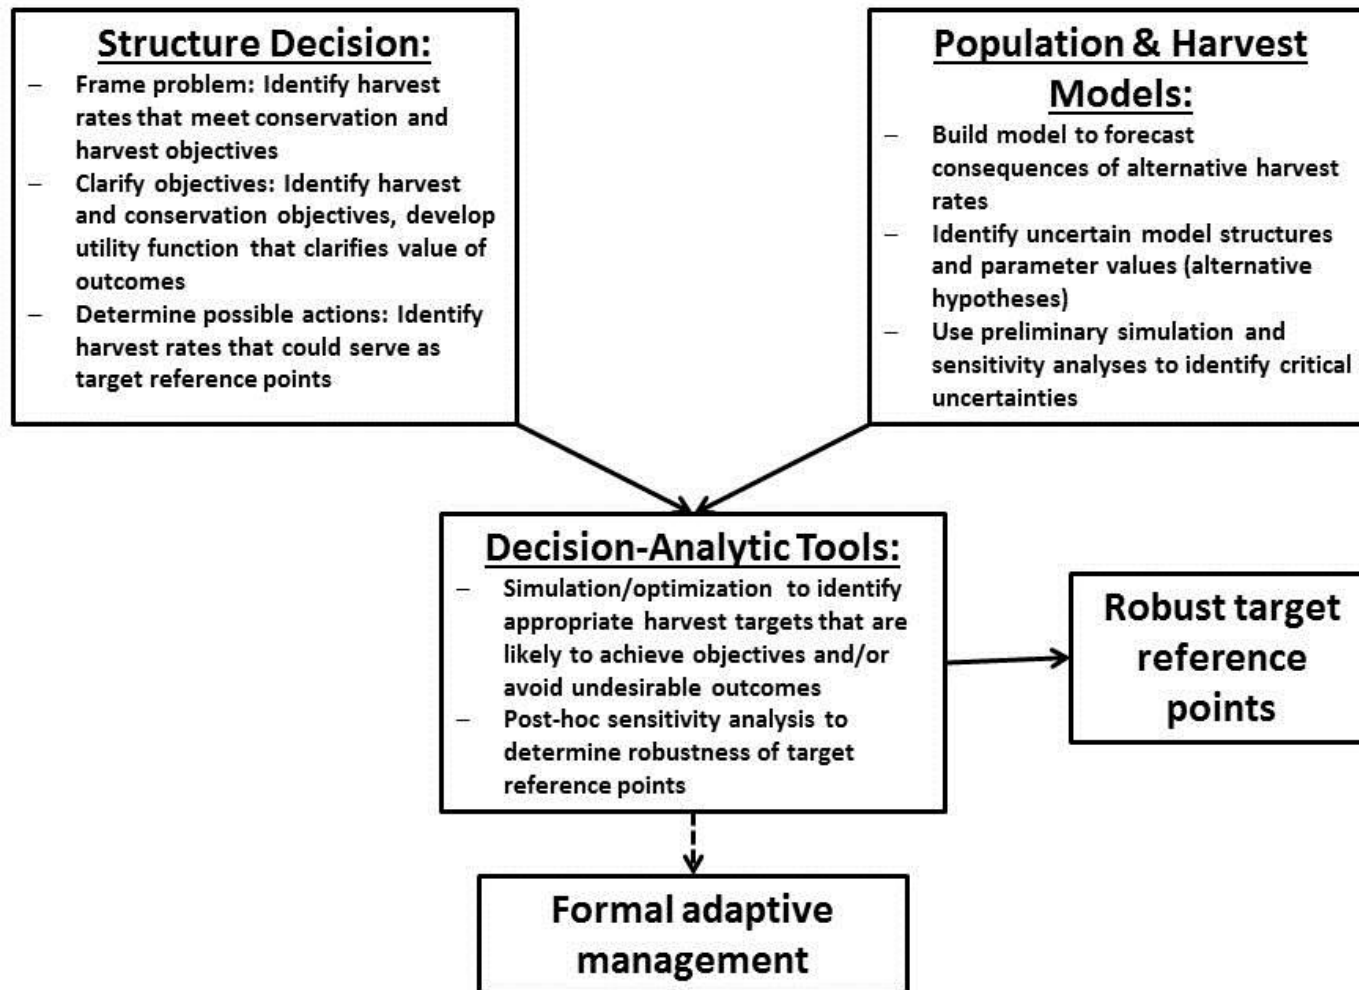 Structure Decision:
– Frame problem: Identify harvest
rates that meet conservation and
harvest objectives
– Clarify objectives: Identify harvest
and conservation objectives, develop
utility function that clarifies value of
outcomes
– Determine possible actions: Identify
harvest rates that could serve as
target reference points
Population & Harvest
Models:
– Build model to forecast
consequences of alternative harvest
rates
– Identify uncertain model structures
and parameter values (alternative
hypotheses)
– Use preliminary simulation and
sensitivity analyses to identify critical
uncertainties
Decision-Analytic Tools:
– Simulation/optimization to identify
appropriate harvest targets that are
likely to achieve objectives and/or
avoid undesirable outcomes
– Post-hoc sensitivity analysis to
determine robustness of target
reference points
Robust target
reference
points
Formal adaptive
management